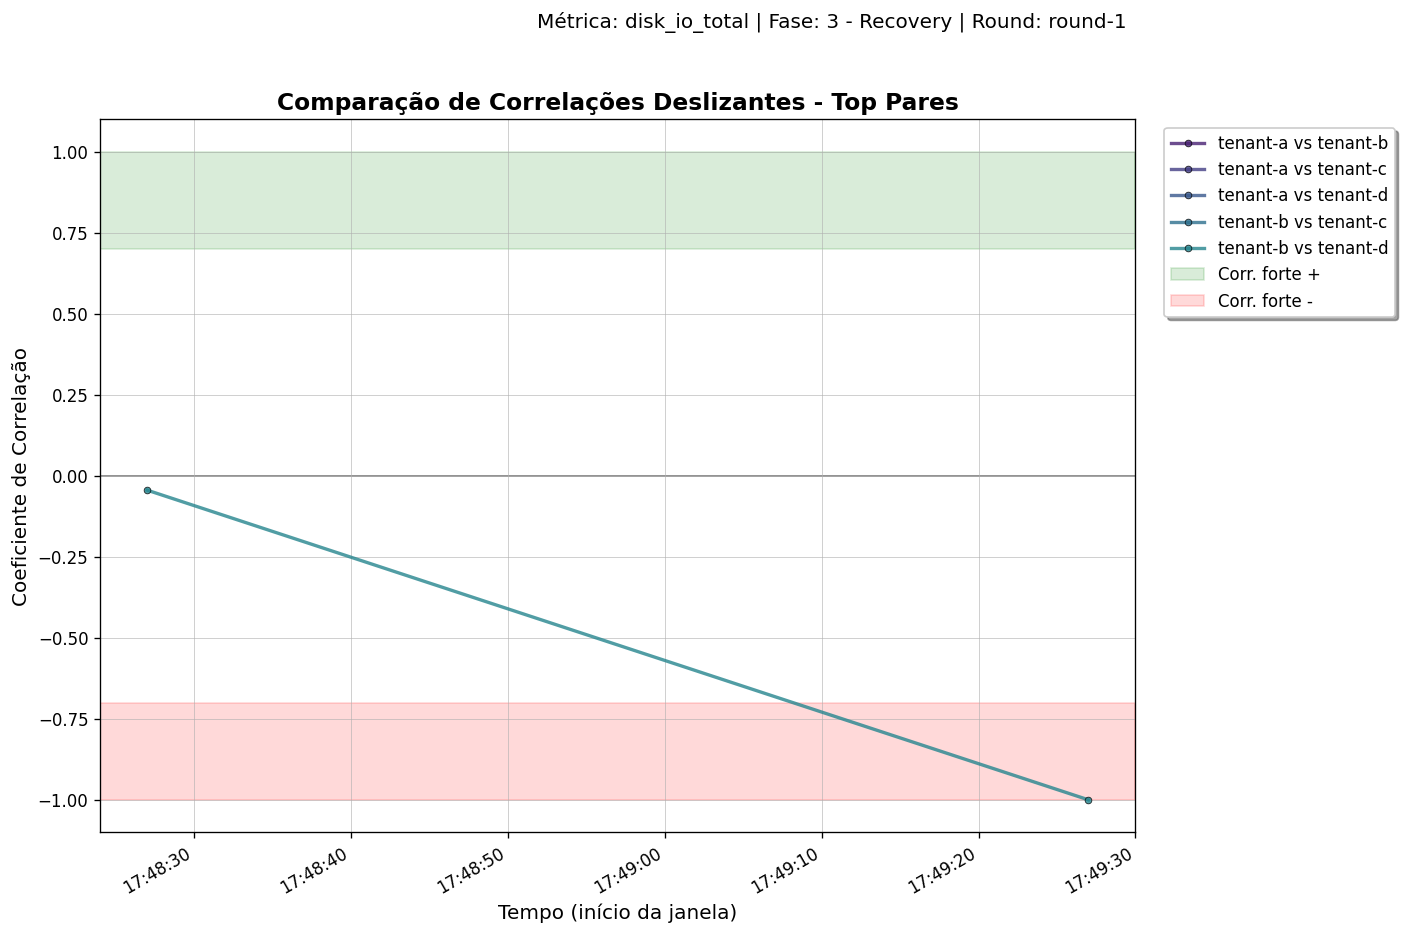 Métrica: disk_io_total | Fase: 3 - Recovery | Round: round-1
Comparação de Correlações Deslizantes - Top Pares
tenant-a vs tenant-b
tenant-a vs tenant-c
tenant-a vs tenant-d
tenant-b vs tenant-c
tenant-b vs tenant-d
Corr. forte +
Corr. forte -
Coeficiente de Correlação
1.00
0.75
0.50
0.25
0.00
−0.25
−0.50
−0.75
−1.00
17:48:30
17:48:40
17:48:50
17:49:00
17:49:10
17:49:20
17:49:30
Tempo (início da janela)